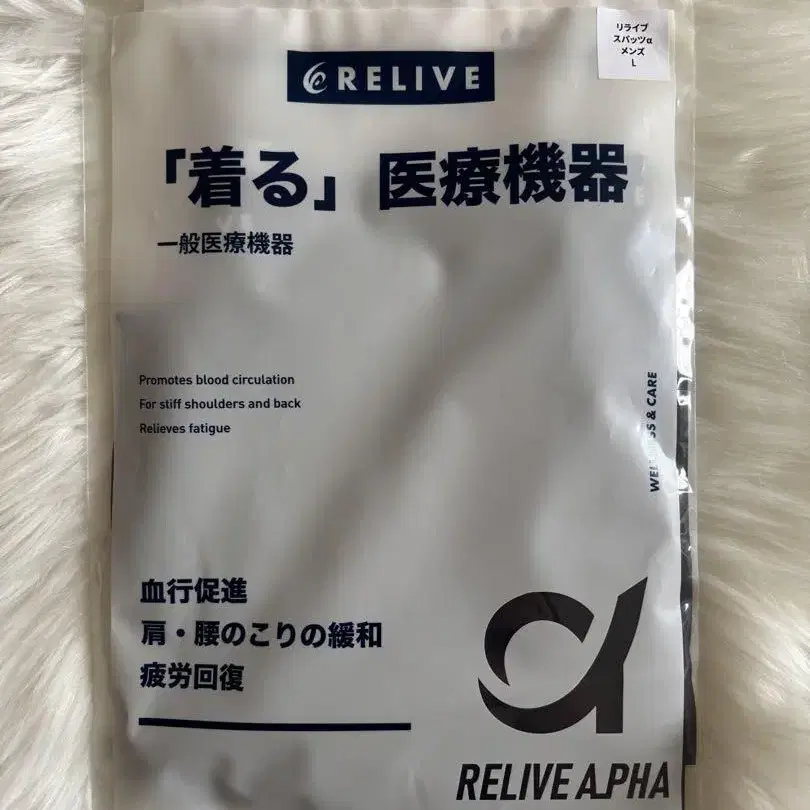 リライブ
スパッツα
メンズ
L
RELIVE
「着る」医療機器
一般医療機器
Promotes blood circulation
For stiff shoulders and back
Relieves fatigue
& CARE
血行促進
肩・腰のこりの緩和
疲労回復
α
RELIVE ALPHA